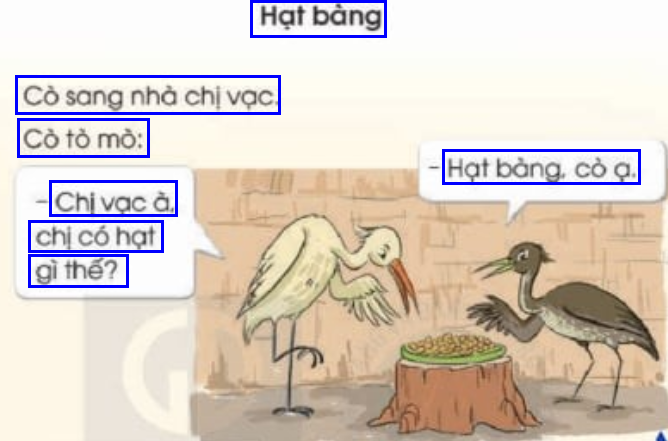 Hạt bàng
Cò sang nhà chị vạc.
Cò tò mò:
- Chị vạc à,
chị có hạt
gì thế?
- Hạt bàng, cò ạ.